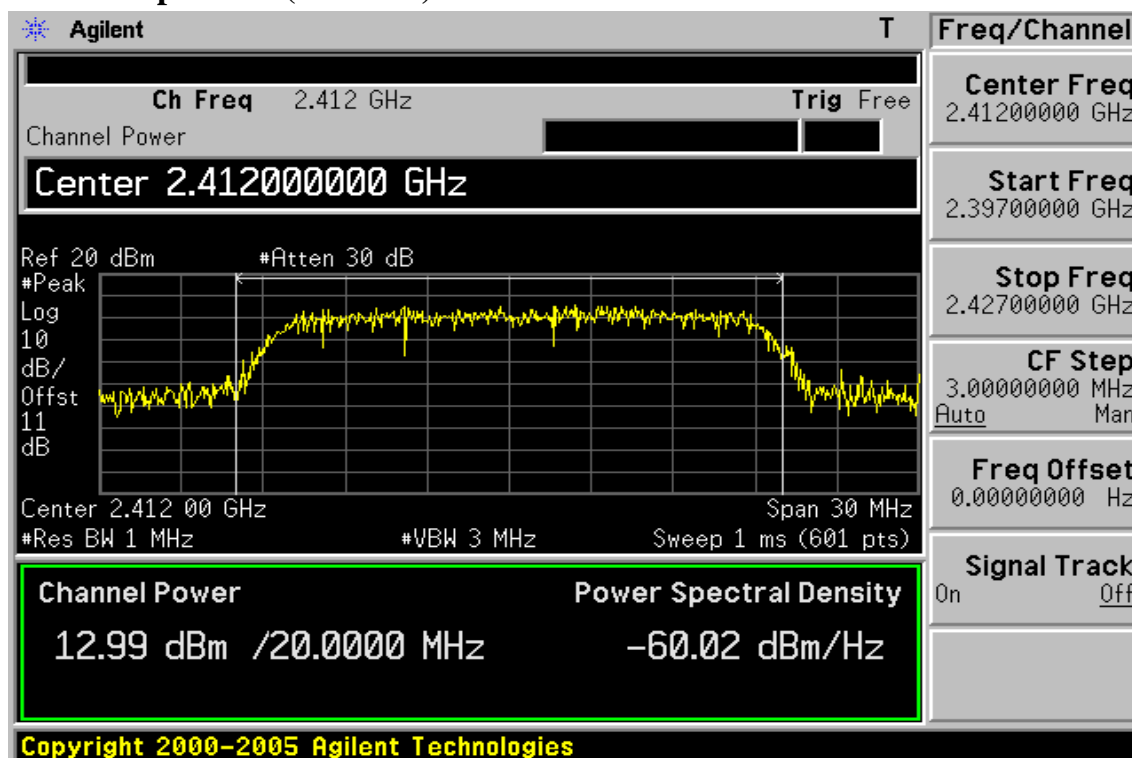 Agilent T Freq/Channel
Ch Freq 2.412 GHz Trig Free
Channel Power
Center 2.412000000 GHz
Ref 20 dBm #Atten 30 dB
#Peak
Log
10
dB/
Offst
11
dB
Center 2.412 00 GHz Span 30 MHz
#Res BW 1 MHz #VBW 3 MHz Sweep 1 ms (601 pts)
Channel Power Power Spectral Density
12.99 dBm /20.0000 MHz -60.02 dBm/Hz
Center Freq
2.41200000 GHz
Start Freq
2.39700000 GHz
Stop Freq
2.42700000 GHz
CF Step
3.00000000 MHz
Auto Man
Freq Offset
0.00000000 Hz
Signal Track
On Off
Copyright 2000-2005 Agilent Technologies